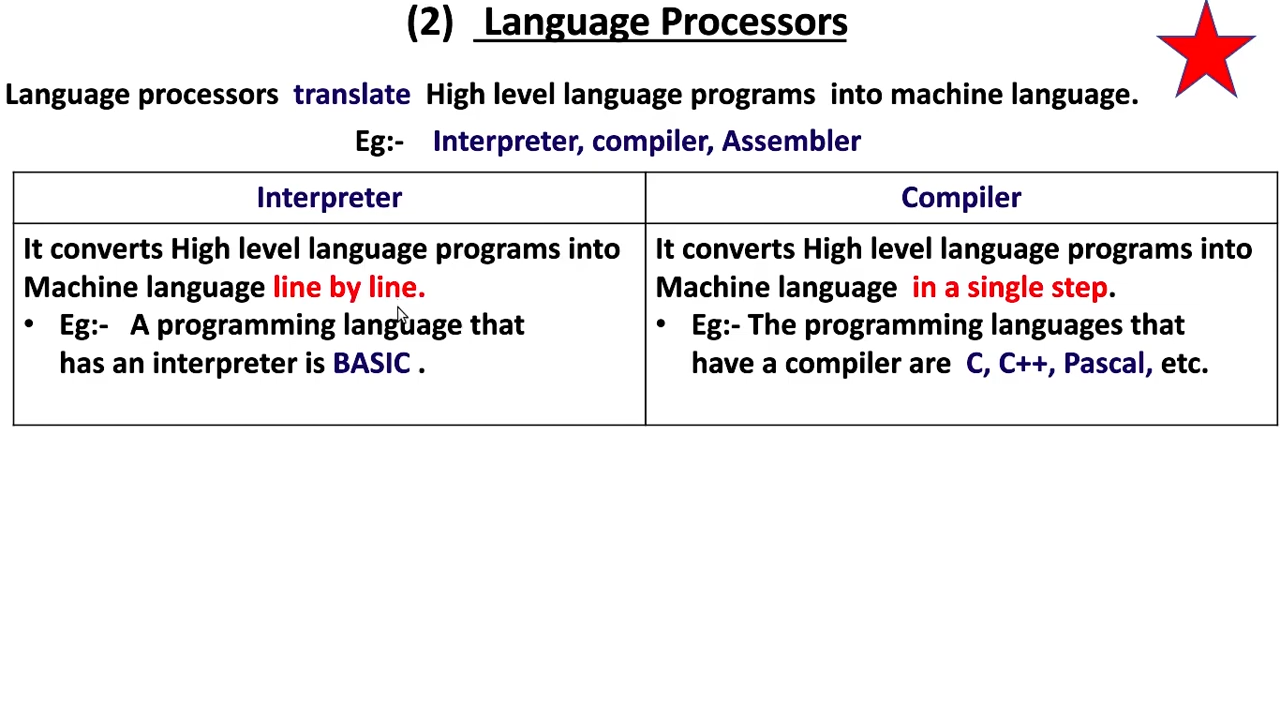 (2) Language Processors
Language processors translate High level language programs into machine language.
Eg:- Interpreter, compiler, Assembler
Interpreter
It converts High level language programs into
Machine language line by line.
• Eg:- A programming language that
has an interpreter is BASIC .
Compiler
It converts High level language programs into
Machine language in a single step.
• Eg:- The programming languages that
have a compiler are C, C++, Pascal, etc.